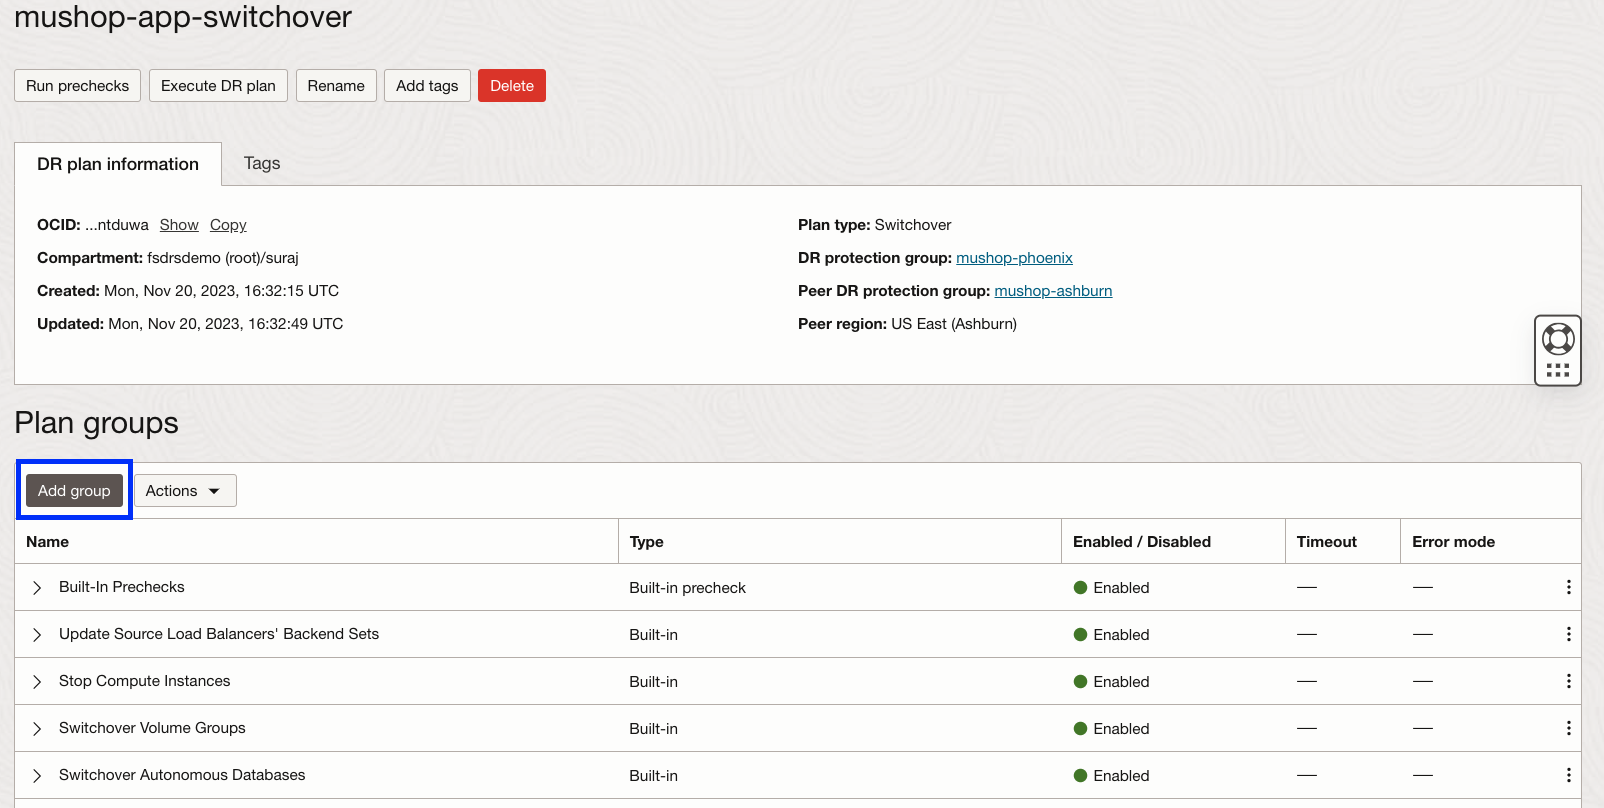 mushop-app-switchover
Run prechecks Execute DR plan Rename Add tags Delete
DR plan information Tags
OCID: ...ntduwa Show Copy
Compartment: fsdrsdemo (root)/suraj
Created: Mon, Nov 20, 2023, 16:32:15 UTC
Updated: Mon, Nov 20, 2023, 16:32:49 UTC
Plan type: Switchover
DR protection group: mushop-phoenix
Peer DR protection group: mushop-ashburn
Peer region: US East (Ashburn)
Plan groups
Add group Actions
Name Type Enabled / Disabled Timeout Error mode
Built-In Prechecks Built-in precheck Enabled — —
Update Source Load Balancers' Backend Sets Built-in Enabled — —
Stop Compute Instances Built-in Enabled — —
Switchover Volume Groups Built-in Enabled — —
Switchover Autonomous Databases Built-in Enabled — —